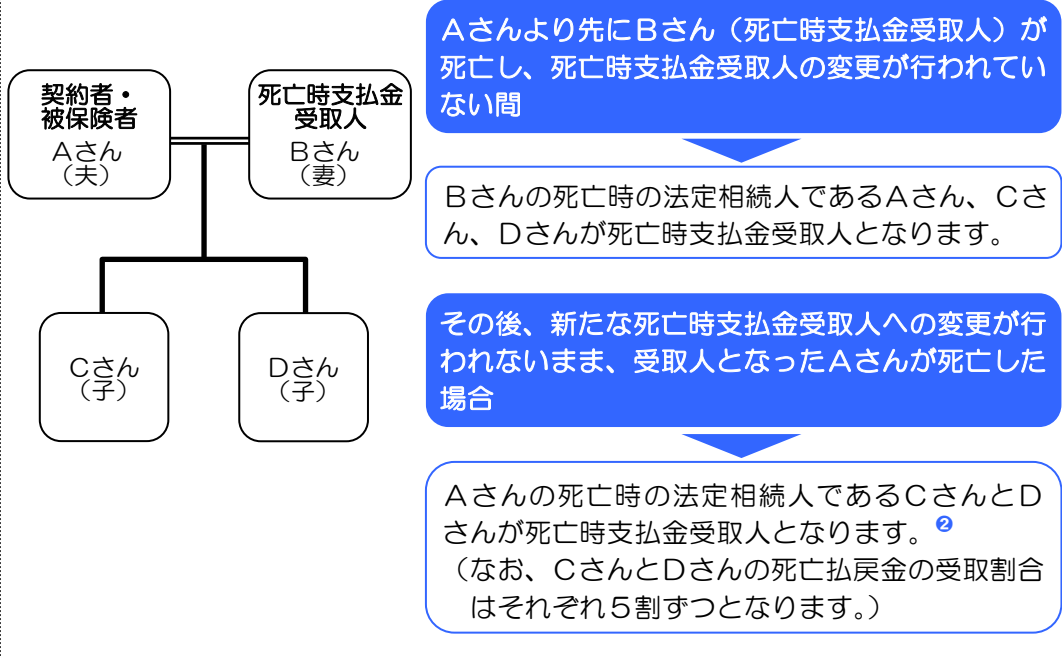 契約者・
被保険者
Aさん
（夫）
死亡時支払金
受取人
Bさん
（妻）
Cさん
（子）
Dさん
（子）
Aさんより先にBさん（死亡時支払金受取人）が
死亡し、死亡時支払金受取人の変更が行われてい
ない間
Bさんの死亡時の法定相続人であるAさん、Cさ
ん、Dさんが死亡時支払金受取人となります。
その後、新たな死亡時支払金受取人への変更が行
われないまま、受取人となったAさんが死亡した
場合
Aさんの死亡時の法定相続人であるCさんとD
さんが死亡時支払金受取人となります。❷
（なお、CさんとDさんの死亡払戻金の受取割合
はそれぞれ５割ずつとなります。）